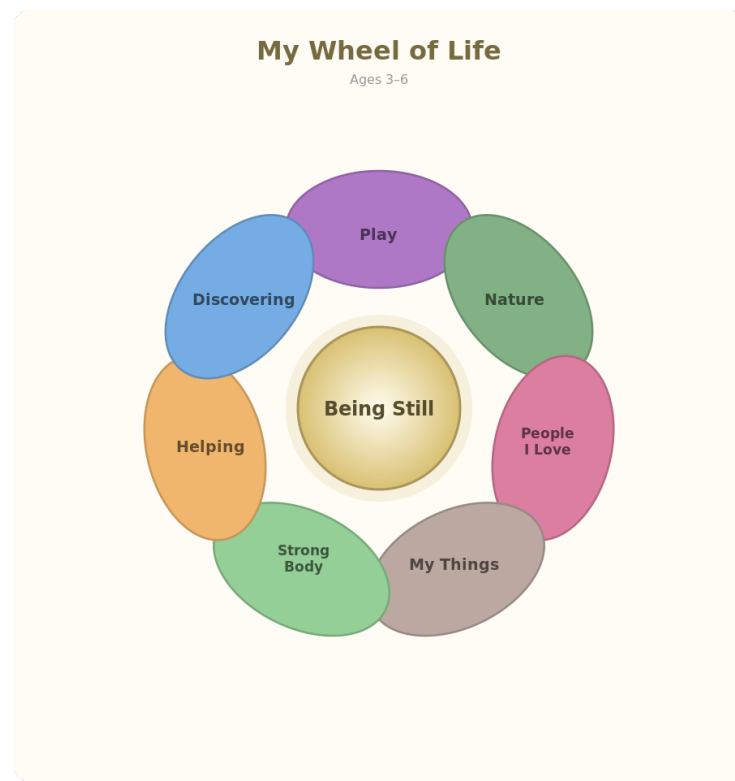 My Wheel of Life
Ages 3–6
Play
Discovering
Nature
Being Still
People
I Love
Helping
Strong
Body
My Things